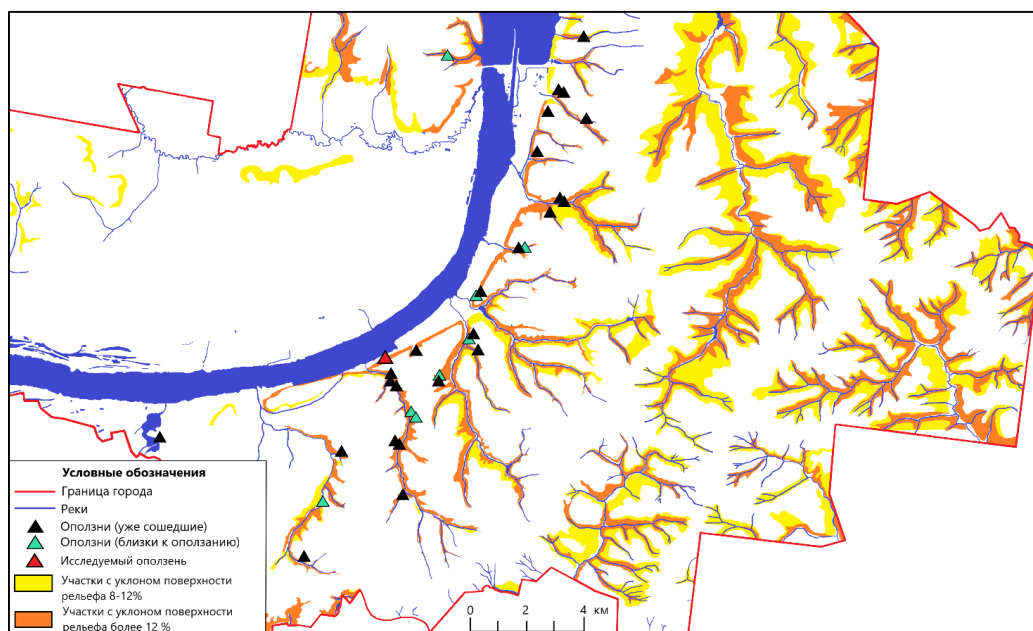 Условные обозначения
Граница города
Реки
Оползни (уже сошедшие)
Оползни (близки к оползанию)
Исследуемый оползень
Участки с уклоном поверхности
рельефа 8-12%
Участки с уклоном поверхности
рельефа более 12 %
0 2 4 км